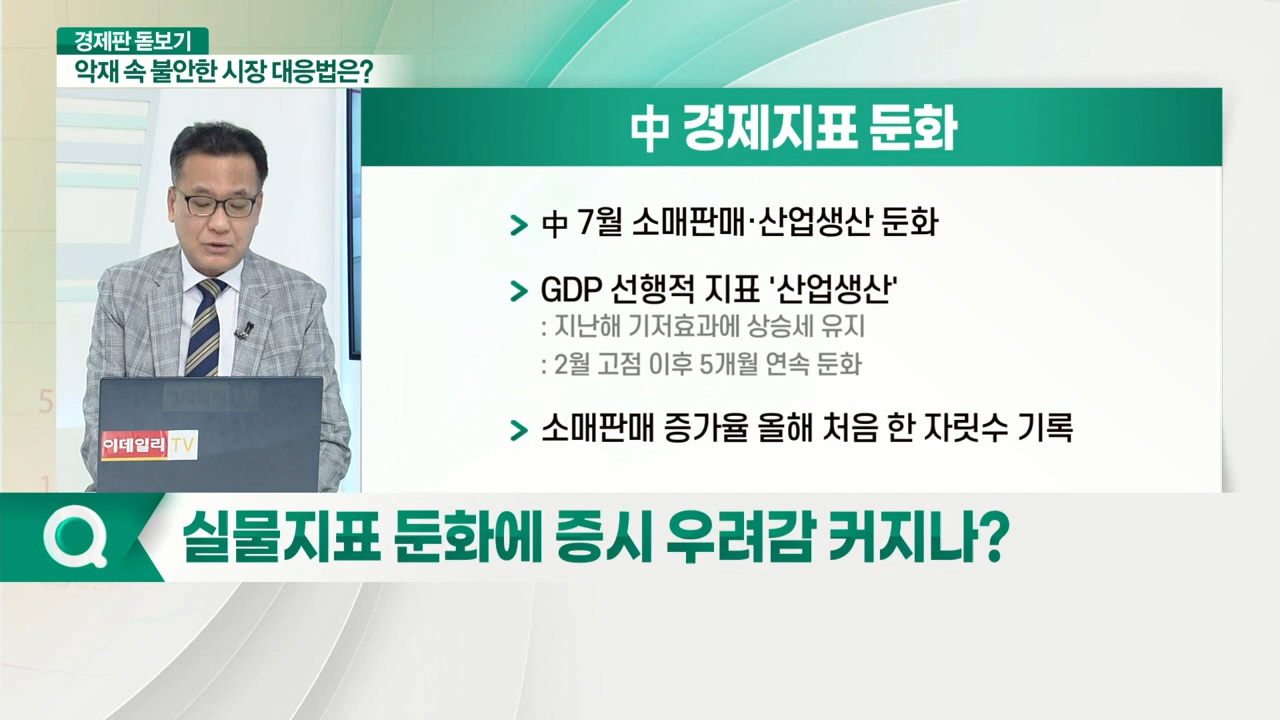 경제판 돋보기
악재 속 불안한 시장 대응법은?
中 경제지표 둔화
中 7월 소매판매·산업생산 둔화
GDP 선행적 지표 '산업생산'
: 지난해 기저효과에 상승세 유지
: 2월 고점 이후 5개월 연속 둔화
소매판매 증가율 올해 처음 한 자릿수 기록
이데일리 TV
실물지표 둔화에 증시 우려감 커지나?